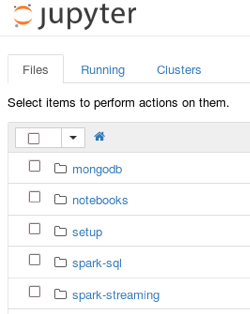 jupyter
Files Running Clusters
Select items to perform actions on them.
mongodb
notebooks
setup
spark-sql
spark-streaming